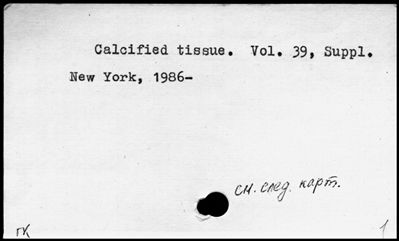 Calcified tissue. Vol. 39, Suppl.
New York, 1986-
см. след. карт.
ГК
1